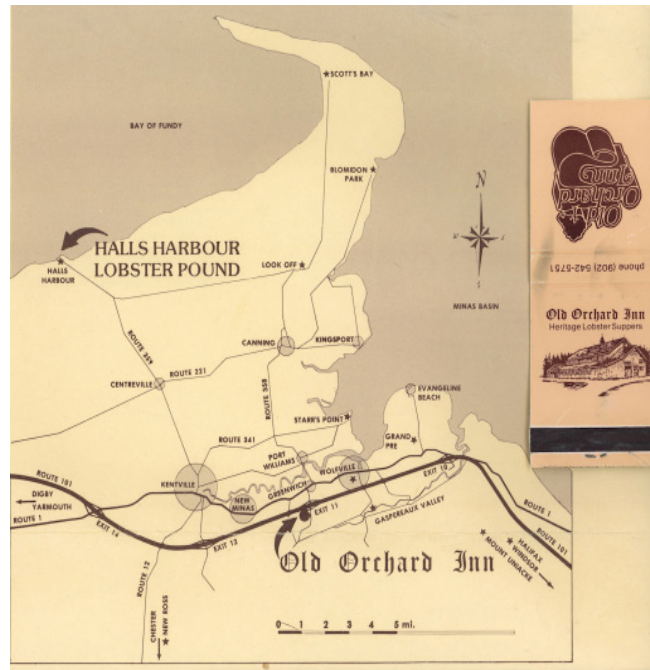 SCOTT'S BAY
BAY OF FUNDY
BLOMIDON
PARK
N
HALLS HARBOUR
LOBSTER POUND
HALLS
HARBOUR
LOOK OFF
MINAS BASIN
ROUTE 359
CANNING
KINGSPORT
ROUTE 221
CENTREVILLE
ROUTE 358
EVANGELINE
BEACH
STARR'S POINT
GRAND
PRE
ROUTE 341
PORT
WILLIAMS
WOLFVILLE
EXIT 10
KENTVILLE
GREENWICH
NEW
MINAS
ROUTE 101
DIGBY
YARMOUTH
ROUTE 1
EXIT 14
EXIT 13
EXIT 11
GASPEREAUX VALLEY
ROUTE 1
ROUTE 101
HALIFAX
WINDSOR
MOUNT UNIACKE
Old Orchard Inn
ROUTE 12
CHESTER
NEW ROSS
0 1 2 3 4 5 mi.
Old
Orchard
Inn
phone (902) 542-5751
Old Orchard Inn
Heritage Lobster Suppers